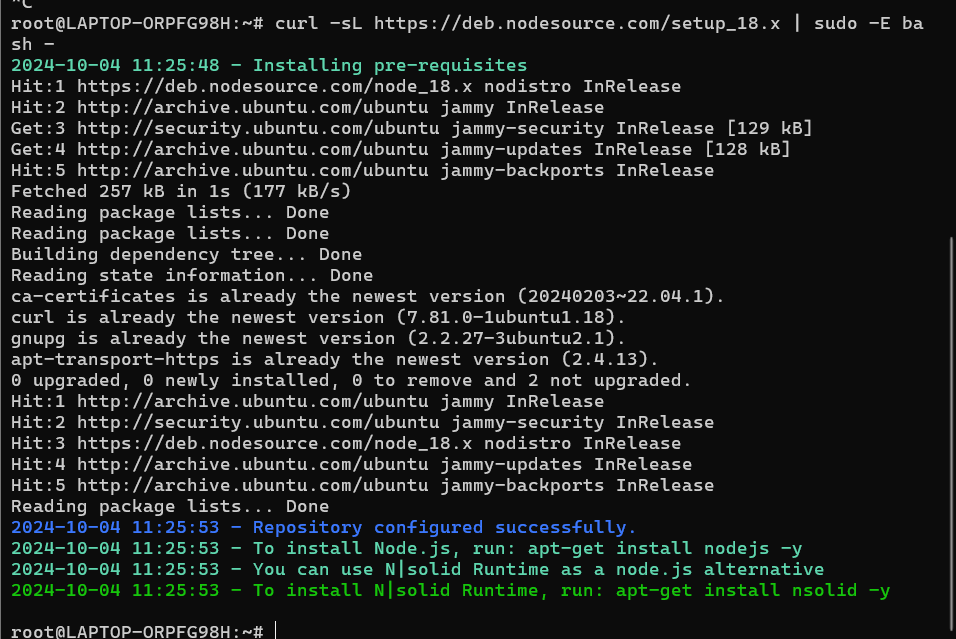 ^C
root@LAPTOP-ORPFG98H:~# curl -sL https://deb.nodesource.com/setup_18.x | sudo -E ba
sh -
2024-10-04 11:25:48 - Installing pre-requisites
Hit:1 https://deb.nodesource.com/node_18.x nodistro InRelease
Hit:2 http://archive.ubuntu.com/ubuntu jammy InRelease
Get:3 http://security.ubuntu.com/ubuntu jammy-security InRelease [129 kB]
Get:4 http://archive.ubuntu.com/ubuntu jammy-updates InRelease [128 kB]
Hit:5 http://archive.ubuntu.com/ubuntu jammy-backports InRelease
Fetched 257 kB in 1s (177 kB/s)
Reading package lists... Done
Reading package lists... Done
Building dependency tree... Done
Reading state information... Done
ca-certificates is already the newest version (20240203~22.04.1).
curl is already the newest version (7.81.0-1ubuntu1.18).
gnupg is already the newest version (2.2.27-3ubuntu2.1).
apt-transport-https is already the newest version (2.4.13).
0 upgraded, 0 newly installed, 0 to remove and 2 not upgraded.
Hit:1 http://archive.ubuntu.com/ubuntu jammy InRelease
Hit:2 http://security.ubuntu.com/ubuntu jammy-security InRelease
Hit:3 https://deb.nodesource.com/node_18.x nodistro InRelease
Hit:4 http://archive.ubuntu.com/ubuntu jammy-updates InRelease
Hit:5 http://archive.ubuntu.com/ubuntu jammy-backports InRelease
Reading package lists... Done
2024-10-04 11:25:53 - Repository configured successfully.
2024-10-04 11:25:53 - To install Node.js, run: apt-get install nodejs -y
2024-10-04 11:25:53 - You can use N|solid Runtime as a node.js alternative
2024-10-04 11:25:53 - To install N|solid Runtime, run: apt-get install nsolid -y
root@LAPTOP-ORPFG98H:~#